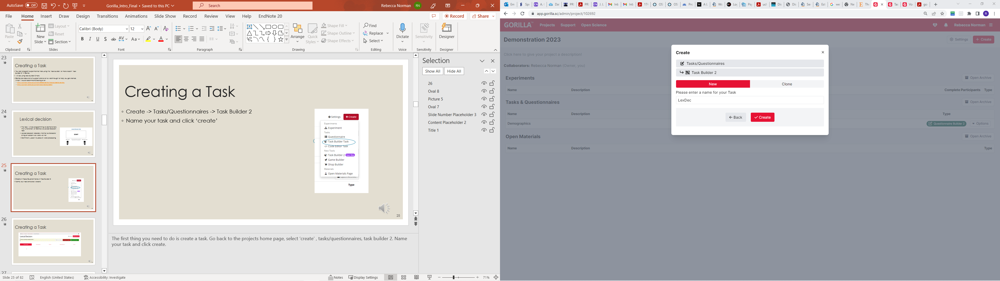 AutoSave Off
Gorilla_Intro_Final • Saved to this PC
Search
Rebecca Norman RN
File Home Insert Draw Design Transitions Animations Slide Show Record Review View Help EndNote 20
Record Share
Paste
Clipboard
New Slide
Layout
Reset
Section
Slides
Calibri (Body) 12
B I U S ab AV Aa A
Font
Paragraph
Arrange
Quick Styles
Shape Fill
Shape Outline
Shape Effects
Drawing
Find
Replace
Select
Editing
Dictate
Voice
Sensitivity
Sensitivity
Designer
Designer
23
Creating a Task
24
Lexical decision
25
Creating a Task
26
Creating a Task
Lexical Decision
27
Creating a Task
Create -> Tasks/Questionnaires -> Task Builder 2
Name your task and click ‘create’
Settings + Create
Experiments
Experiment
Tasks
Questionnaire
Task Builder Task
Code Editor Task
New Tools
Task Builder 2 Open Beta
Game Builder
Shop Builder
Materials
Open Materials Page
Open Archive
Type
25
The first thing you need to do is create a task. Go back to the projects home page, select ‘create’ , tasks/questionnaires, task builder 2. Name
your task and click create.
Selection
Show All Hide All
26
Oval 8
Picture 5
Oval 7
Slide Number Placeholder 3
Content Placeholder 2
Title 1
Slide 25 of 82 English (United States) Accessibility: Investigate Notes Display Settings 71%
app.gorilla.sc/admin/project/102692
GORILLA Projects Support Open Science Rebecca Norman
Demonstration 2023 Settings + Create
Click here to give your project a description!
Collaborators: Rebecca Norman (Owner, you)
Experiments Open Archive
Name Description Complete Participants Type
Tasks & Questionnaires Open Archive
Name Description Type
Demographics Questionnaire Builder 2 Options
Open Materials Open Archive
Name Description Type
Create
Tasks/Questionnaires
Task Builder 2
New Clone
Please enter a name for your Task
LexDec
Back Create